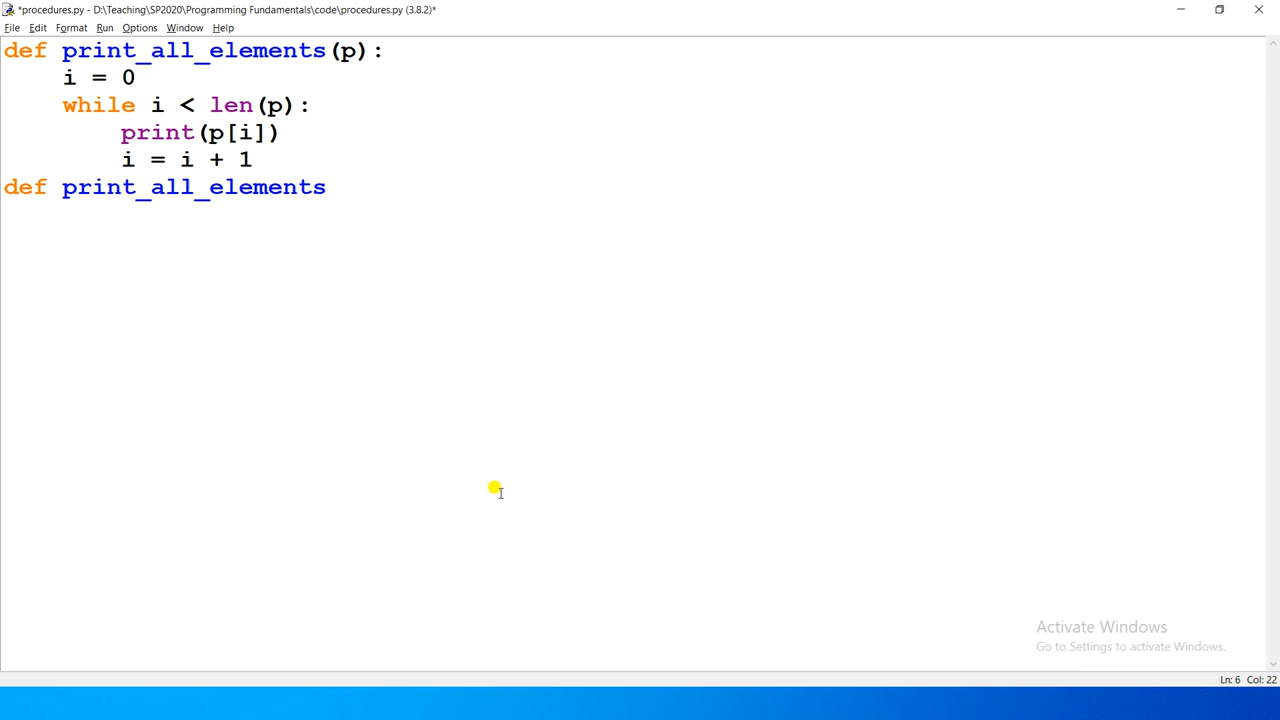 *procedures.py - D:\Teaching\SP2020\Programming Fundamentals\code\procedures.py (3.8.2)*
File Edit Format Run Options Window Help
def print_all_elements(p):
    i = 0
    while i < len(p):
        print(p[i])
        i = i + 1
def print_all_elements
Activate Windows
Go to Settings to activate Windows.
Ln: 6 Col: 22